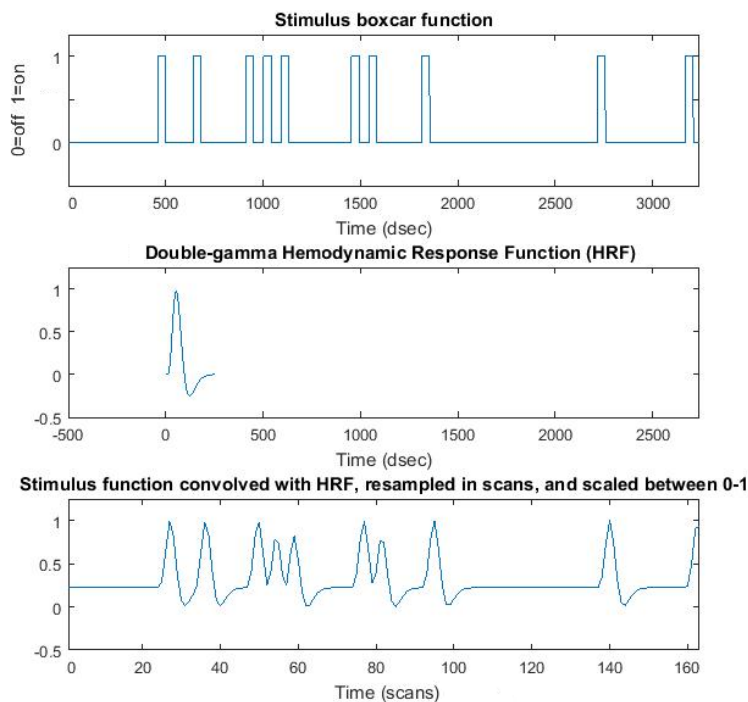 Stimulus boxcar function
0=off 1=on
1
0
0 500 1000 1500 2000 2500 3000
Time (dsec)
Double-gamma Hemodynamic Response Function (HRF)
1
0.5
0
-0.5
-500 0 500 1000 1500 2000 2500
Time (dsec)
Stimulus function convolved with HRF, resampled in scans, and scaled between 0-1
1
0.5
0
-0.5
0 20 40 60 80 100 120 140 160
Time (scans)